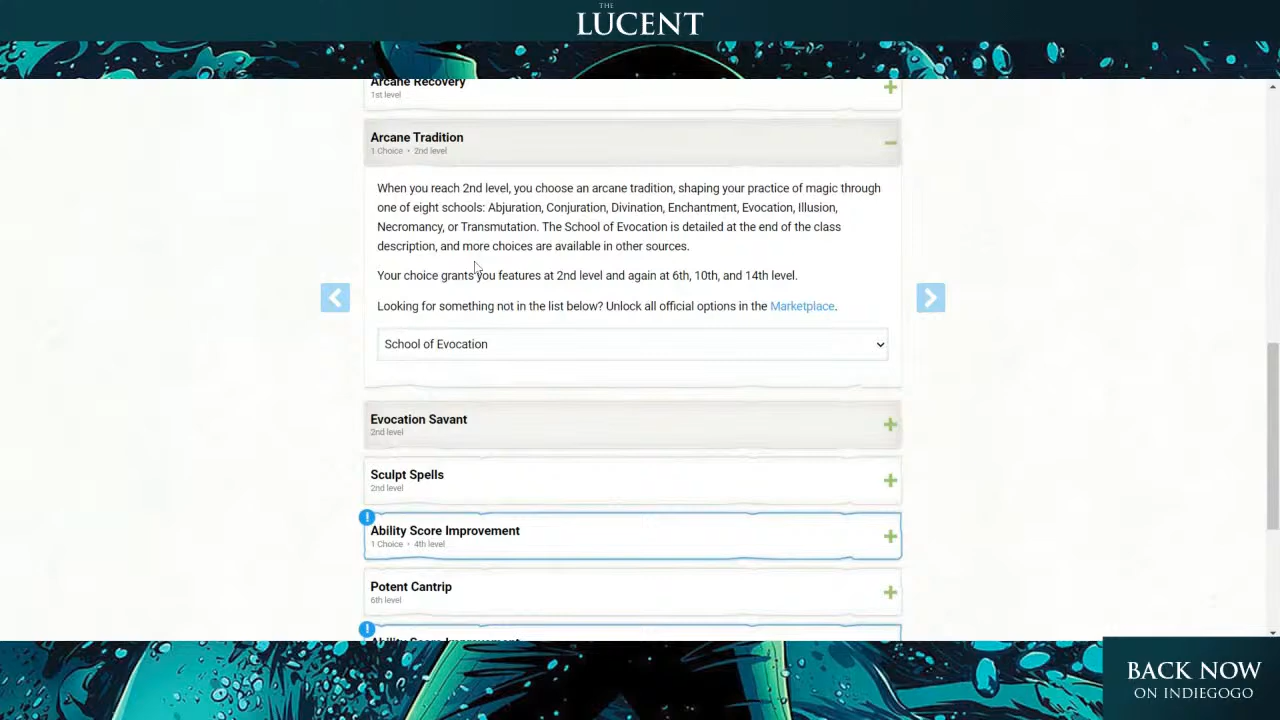 THE
LUCENT
Arcane Recovery
1st level
Arcane Tradition
1 Choice • 2nd level
When you reach 2nd level, you choose an arcane tradition, shaping your practice of magic through
one of eight schools: Abjuration, Conjuration, Divination, Enchantment, Evocation, Illusion,
Necromancy, or Transmutation. The School of Evocation is detailed at the end of the class
description, and more choices are available in other sources.
Your choice grants you features at 2nd level and again at 6th, 10th, and 14th level.
Looking for something not in the list below? Unlock all official options in the Marketplace.
School of Evocation
Evocation Savant
2nd level
Sculpt Spells
2nd level
!
Ability Score Improvement
1 Choice • 4th level
Potent Cantrip
6th level
!
Ability Score Improvement
BACK NOW
ON INDIEGOGO